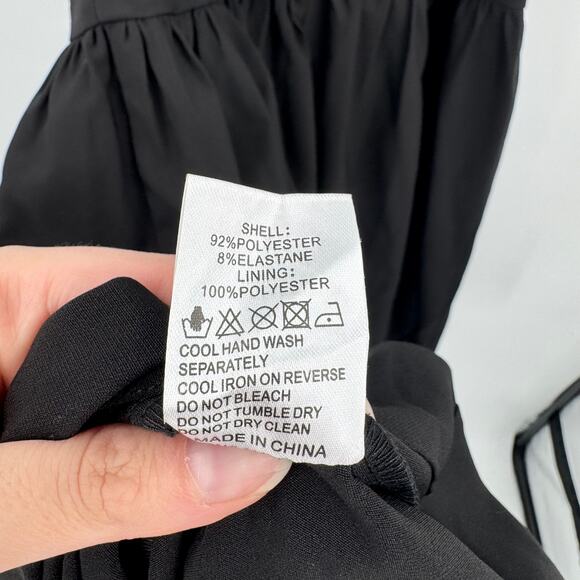 SHELL:
92%POLYESTER
8%ELASTANE
LINING:
100%POLYESTER
COOL HAND WASH
SEPARATELY
COOL IRON ON REVERSE
DO NOT BLEACH
DO NOT TUMBLE DRY
DO NOT DRY CLEAN
MADE IN CHINA